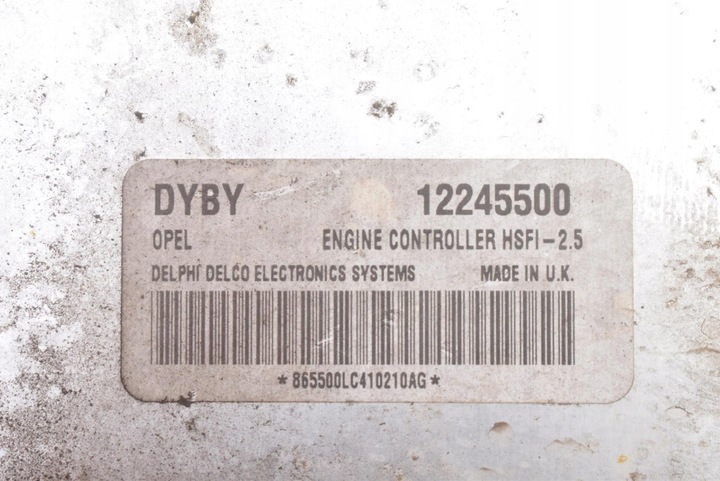 DYBY 12245500
OPEL ENGINE CONTROLLER HSFI-2.5
DELPHI DELCO ELECTRONICS SYSTEMS MADE IN U.K.
*865500LC410210AG*